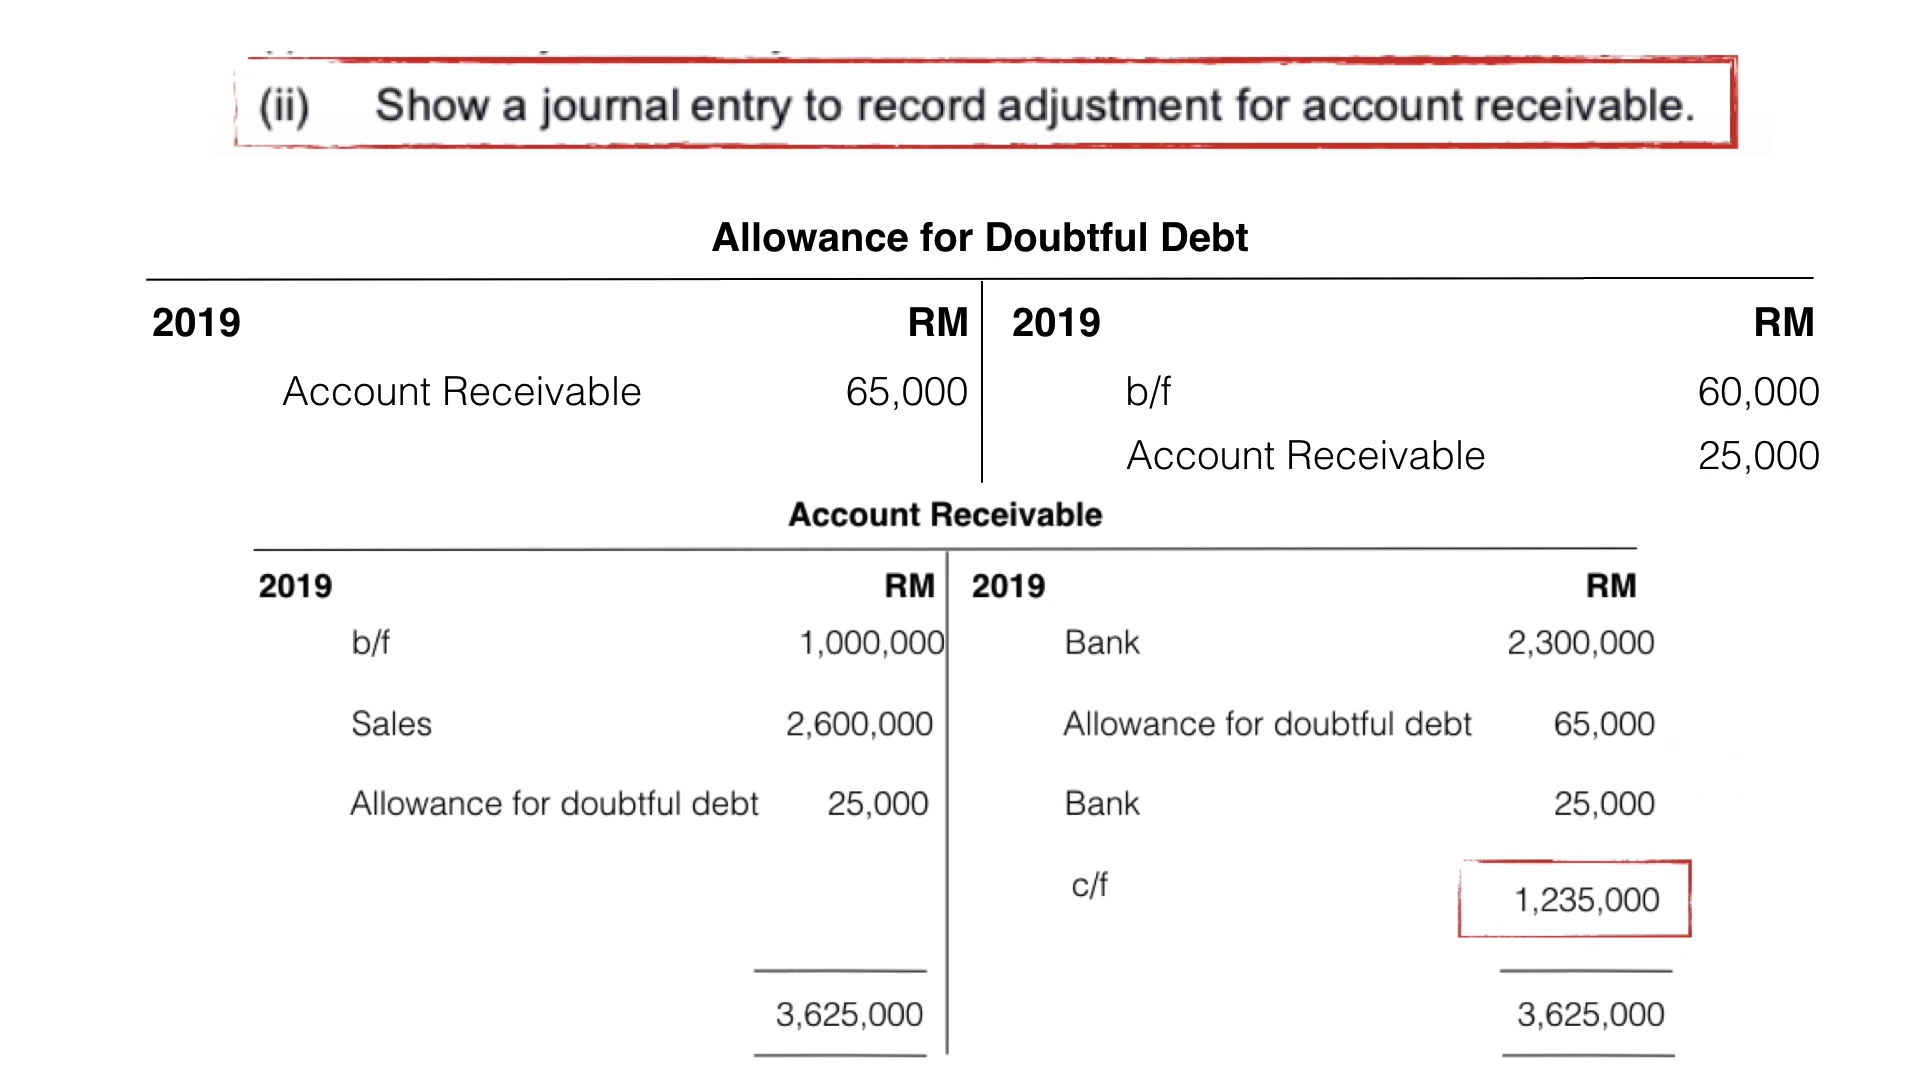 (ii) Show a journal entry to record adjustment for account receivable.
Allowance for Doubtful Debt
2019 RM 2019 RM
Account Receivable 65,000 b/f 60,000
Account Receivable 25,000
Account Receivable
2019 RM 2019 RM
b/f 1,000,000 Bank 2,300,000
Sales 2,600,000 Allowance for doubtful debt 65,000
Allowance for doubtful debt 25,000 Bank 25,000
c/f 1,235,000
3,625,000 3,625,000